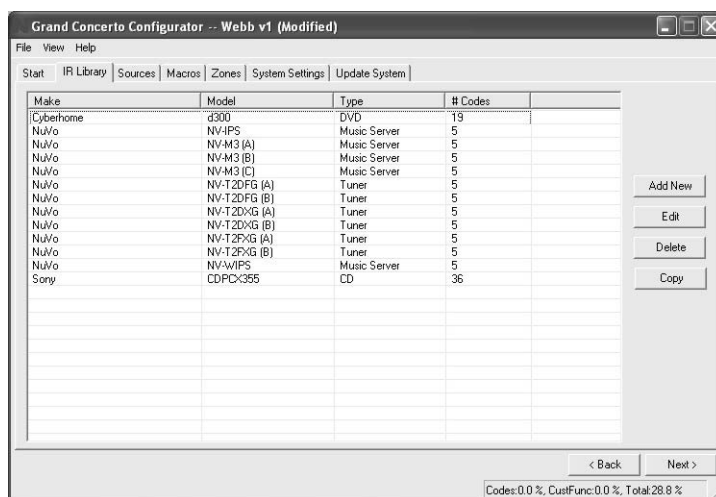 Grand Concerto Configurator -- Webb v1 (Modified)
File View Help
Start IR Library Sources Macros Zones System Settings Update System
Make Model Type # Codes
Cyberhome d300 DVD 19
NuVo NV-IPS Music Server 5
NuVo NV-M3 (A) Music Server 5
NuVo NV-M3 (B) Music Server 5
NuVo NV-M3 (C) Music Server 5
NuVo NV-T2DFG (A) Tuner 5
NuVo NV-T2DFG (B) Tuner 5
NuVo NV-T2DXG (A) Tuner 5
NuVo NV-T2DXG (B) Tuner 5
NuVo NV-T2FXG (A) Tuner 5
NuVo NV-T2FXG (B) Tuner 5
NuVo NV-WIPS Music Server 5
Sony CDPCX355 CD 36
Add New
Edit
Delete
Copy
< Back Next >
Codes:0.0 %, CustFunc:0.0 %, Total:28.8 %